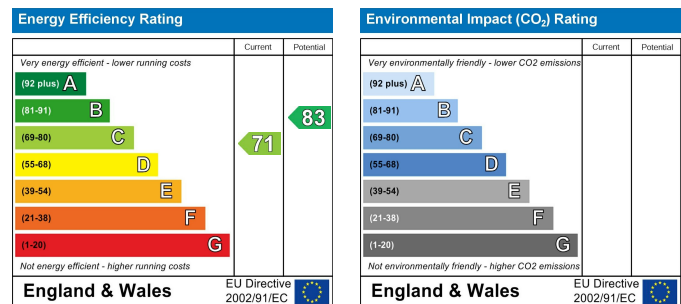 Energy Efficiency Rating
Current Potential
Very energy efficient - lower running costs
(92 plus) A
(81-91) B
(69-80) C
(55-68) D
(39-54) E
(21-38) F
(1-20) G
71
83
Not energy efficient - higher running costs
England & Wales
EU Directive
2002/91/EC
Environmental Impact (CO₂) Rating
Current Potential
Very environmentally friendly - lower CO2 emissions
(92 plus) A
(81-91) B
(69-80) C
(55-68) D
(39-54) E
(21-38) F
(1-20) G
Not environmentally friendly - higher CO2 emissions
England & Wales
EU Directive
2002/91/EC